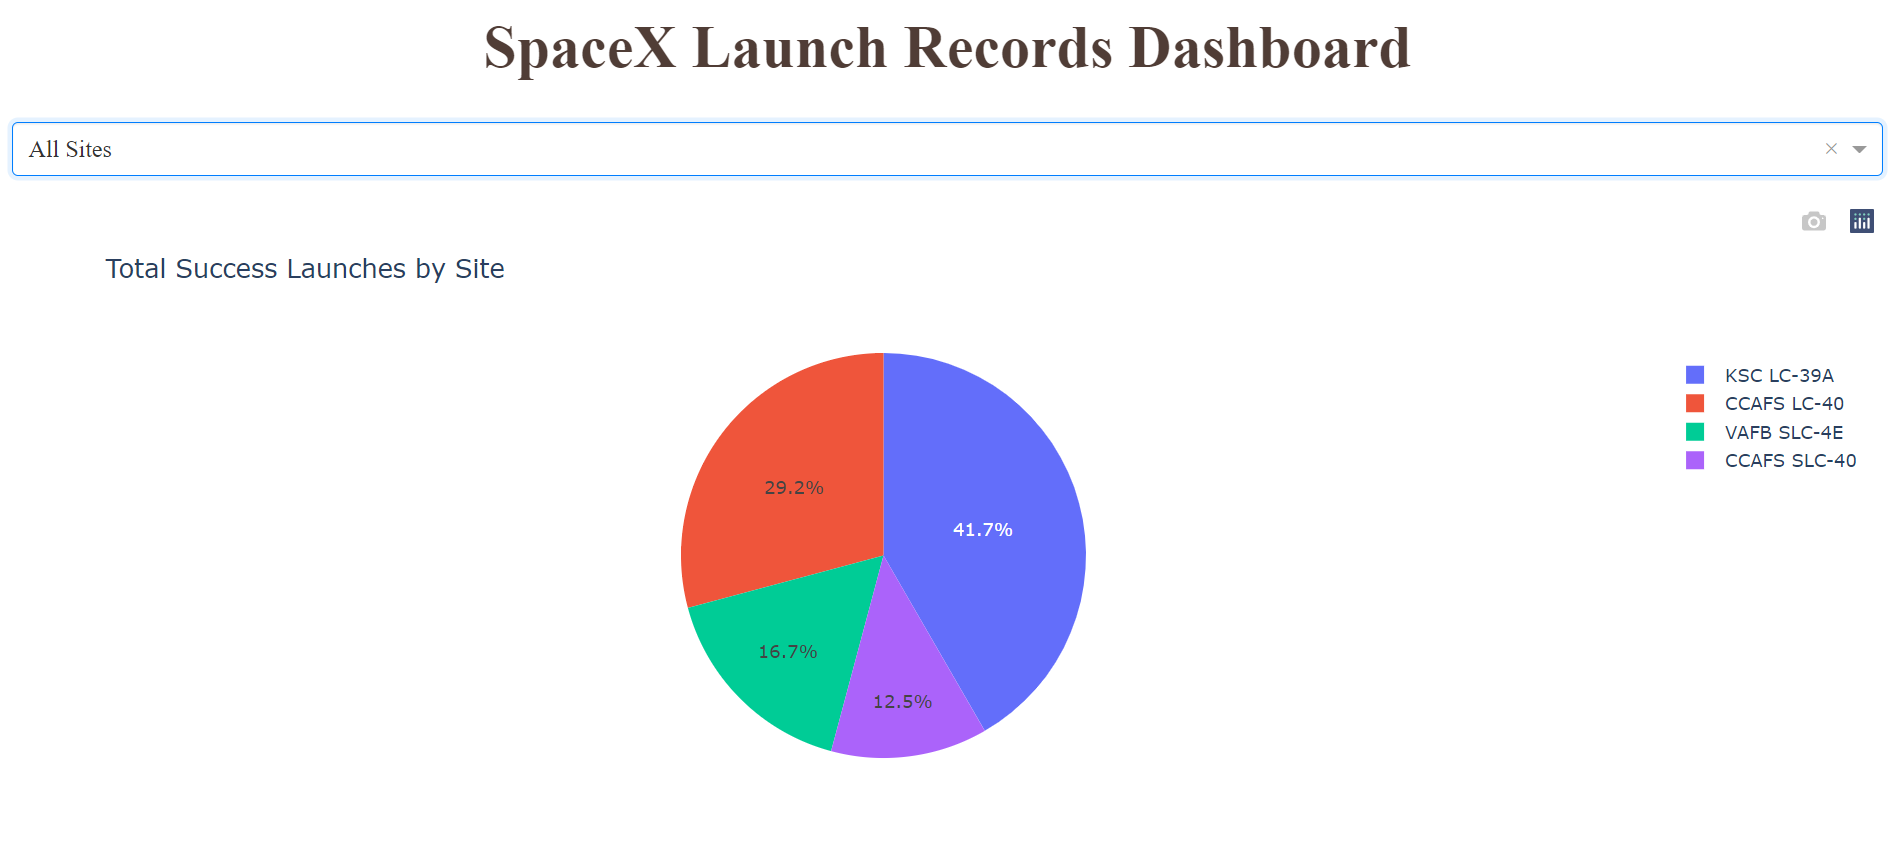 SpaceX Launch Records Dashboard
All Sites
Total Success Launches by Site
KSC LC-39A
CCAFS LC-40
VAFB SLC-4E
CCAFS SLC-40
29.2%
41.7%
16.7%
12.5%